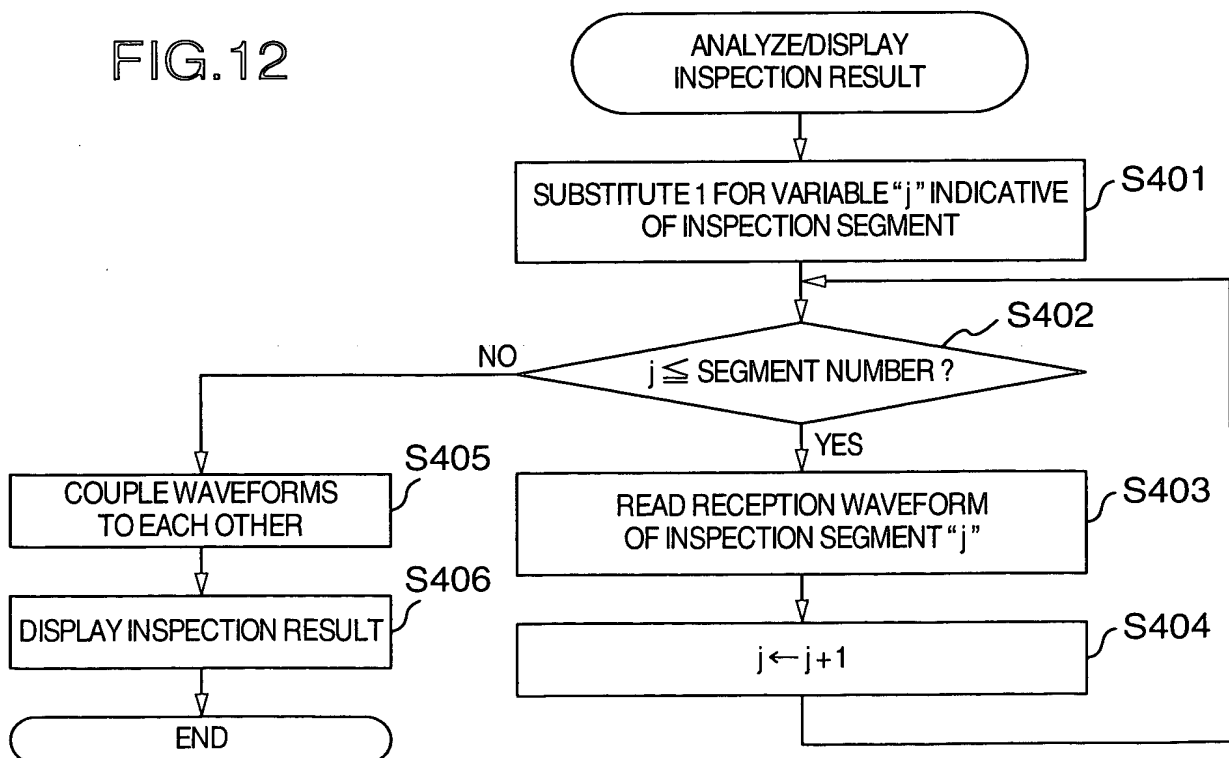 FIG.12
ANALYZE/DISPLAY
INSPECTION RESULT
SUBSTITUTE 1 FOR VARIABLE “j” INDICATIVE
OF INSPECTION SEGMENT
S401
S402
j ≦ SEGMENT NUMBER ?
NO
YES
S403
READ RECEPTION WAVEFORM
OF INSPECTION SEGMENT “j”
S404
j ← j+1
S405
COUPLE WAVEFORMS
TO EACH OTHER
S406
DISPLAY INSPECTION RESULT
END